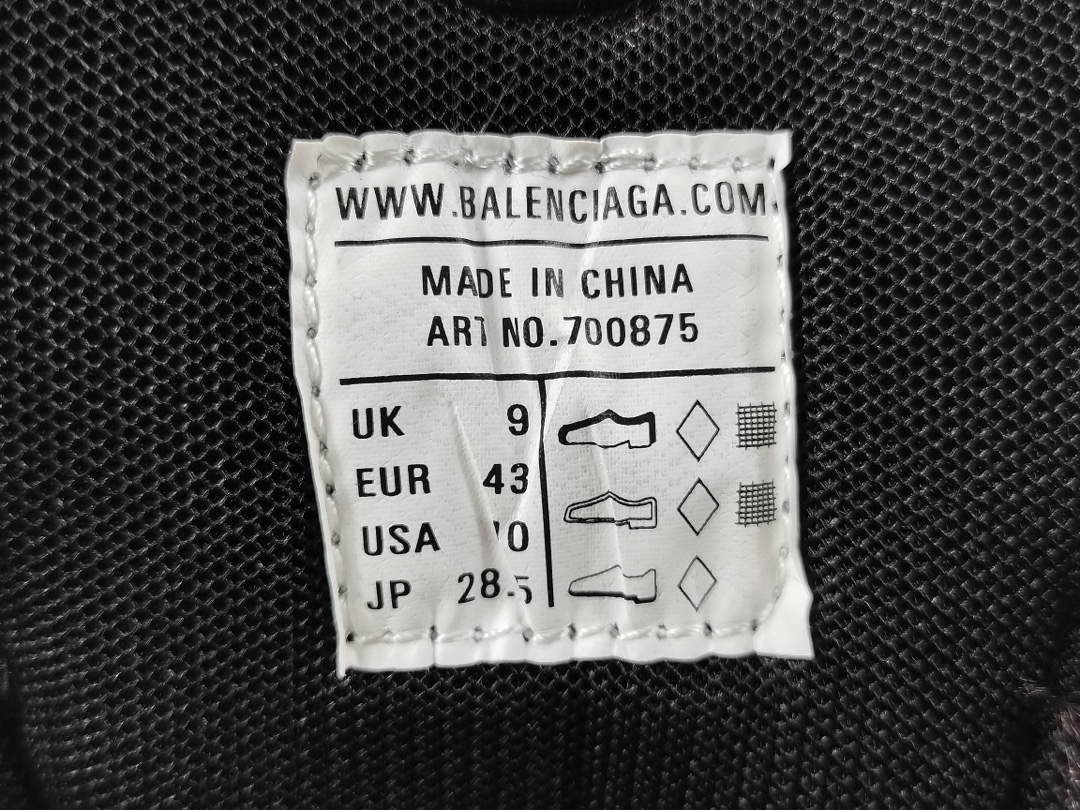 WWW.BALENCIAGA.COM
MADE IN CHINA
ART NO.700875
UK 9
EUR 43
USA 10
JP 28.5